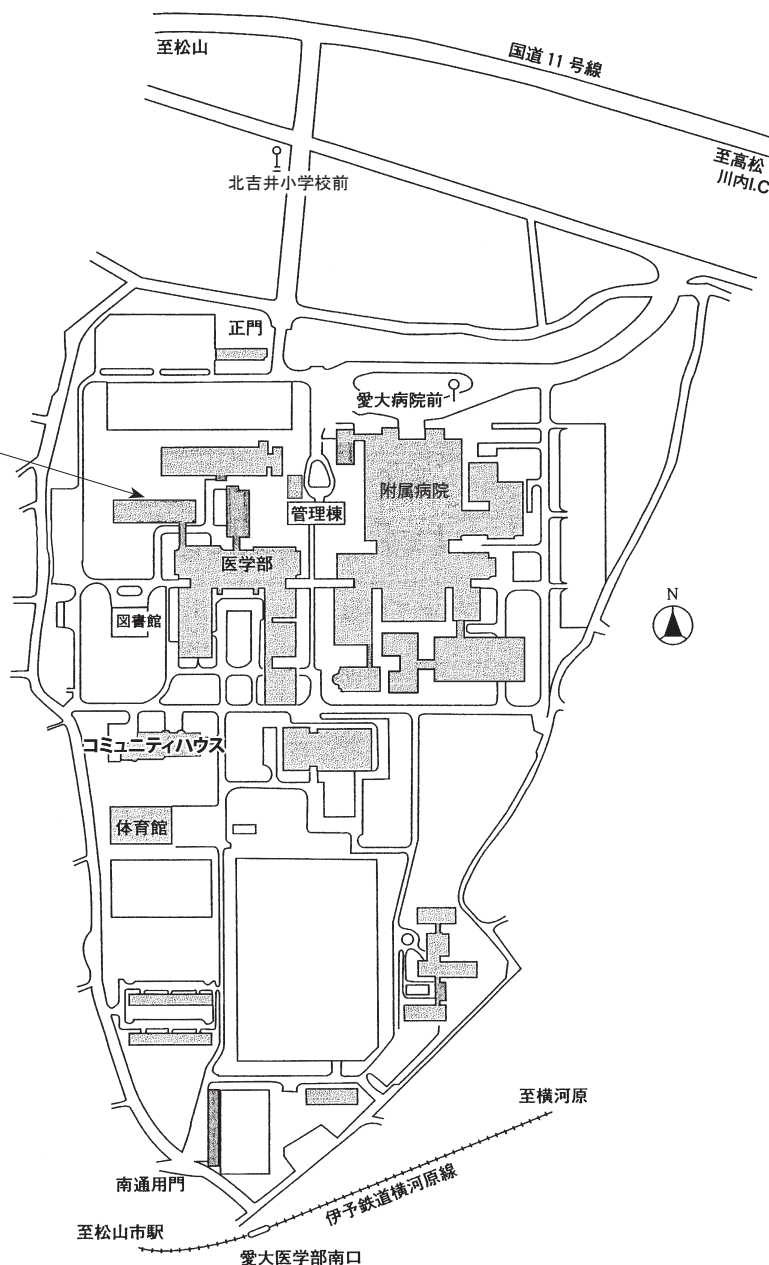 至松山
国道 11 号線
至高松
川内I.C
北吉井小学校前
正門
愛大病院前
附属病院
管理棟
医学部
N
図書館
コミュニティハウス
体育館
至横河原
南通用門
伊予鉄道横河原線
至松山市駅
愛大医学部南口